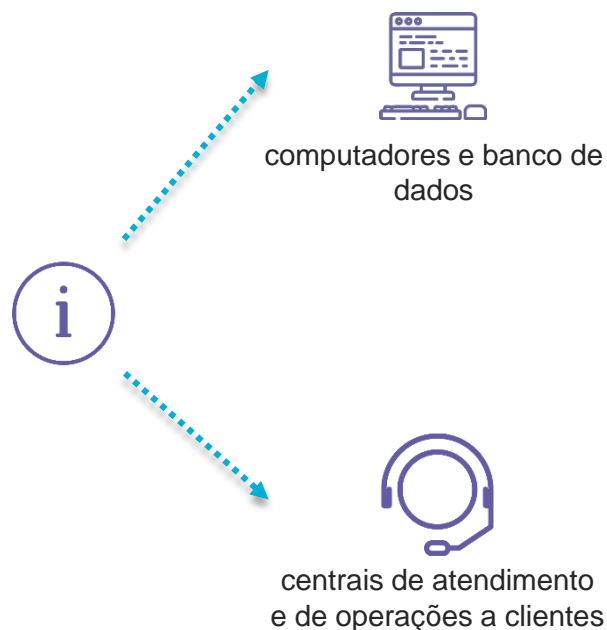 computadores e banco de
dados
i
centrais de atendimento
e de operações a clientes